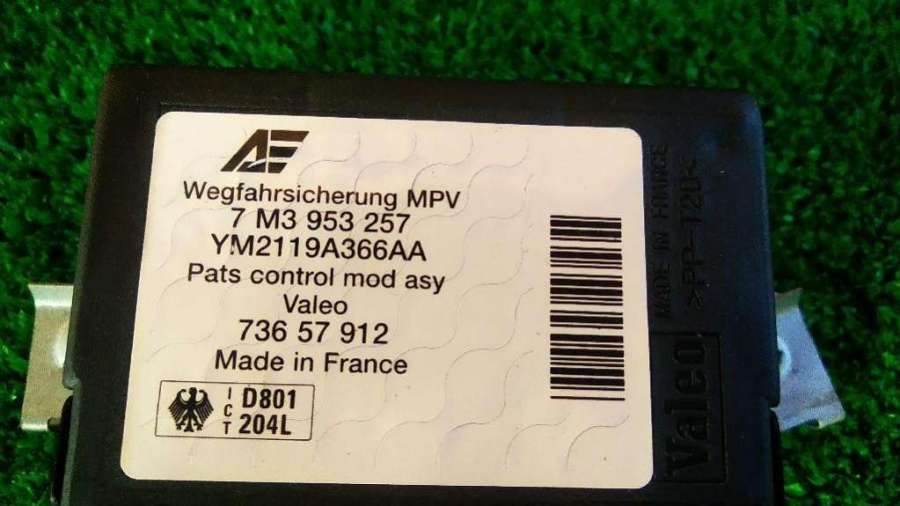 AE
Wegfahrsicherung MPV
7 M3 953 257
YM2119A366AA
Pats control mod asy
Valeo
736 57 912
Made in France
ICT
D801
204L
MADE IN FRANCE
>PP-T20<
Valeo